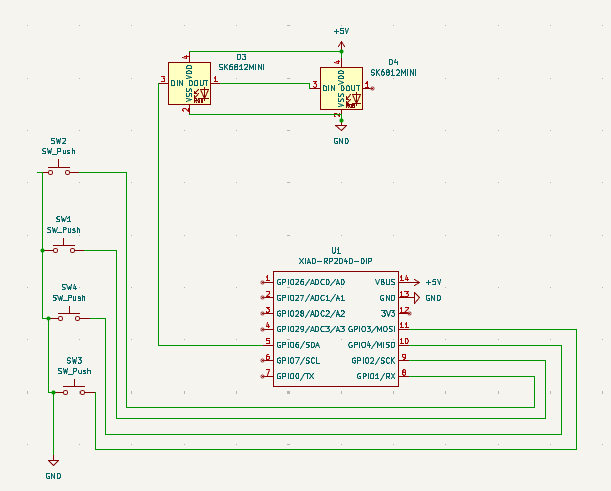 +5V
D3
SK6812MINI
D4
SK6812MINI
4
VDD
3
DIN
DOUT
1
VSS
2
4
VDD
3
DIN
DOUT
1
VSS
2
GND
SW2
SW_Push
SW1
SW_Push
SW4
SW_Push
SW3
SW_Push
GND
U1
XIAO-RP2040-DIP
1 GPIO26/ADC0/A0 VBUS 14 +5V
2 GPIO27/ADC1/A1 GND 13 GND
3 GPIO28/ADC2/A2 3V3 12
4 GPIO29/ADC3/A3 GPIO3/MOSI 11
5 GPIO6/SDA GPIO4/MISO 10
6 GPIO7/SCL GPIO2/SCK 9
7 GPIO0/TX GPIO1/RX 8